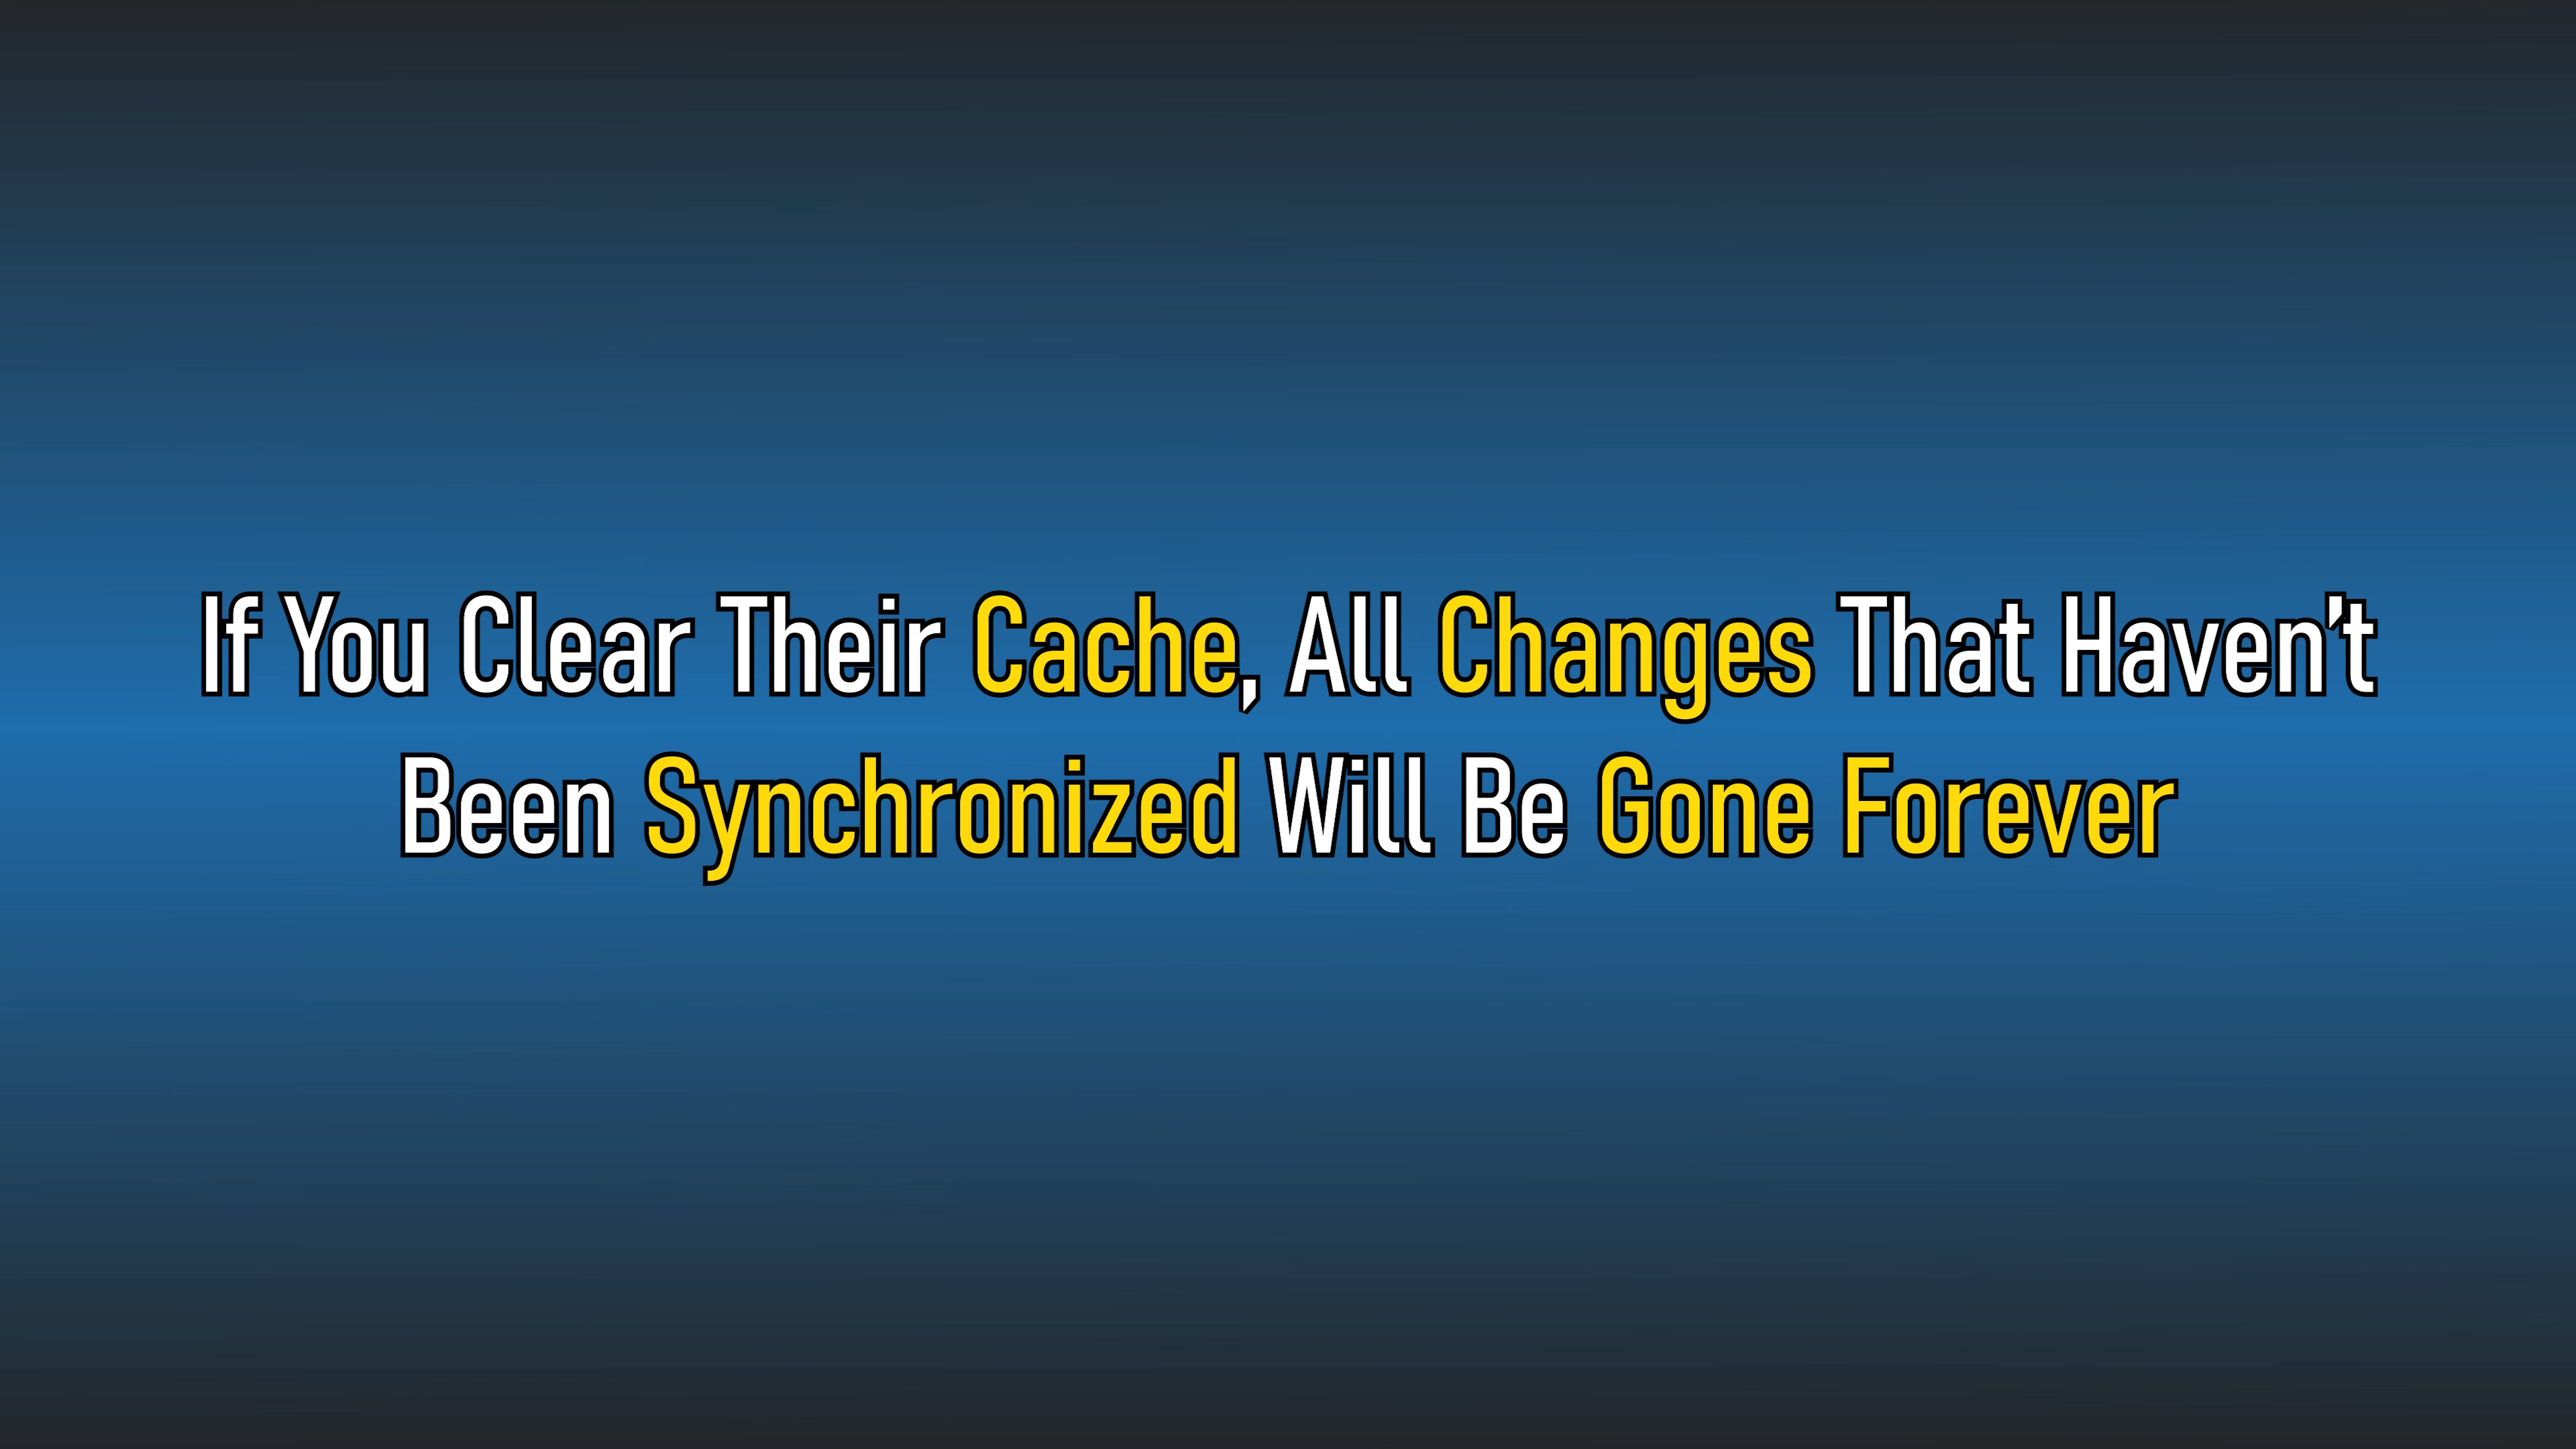 If You Clear Their Cache, All Changes That Haven't
Been Synchronized Will Be Gone Forever